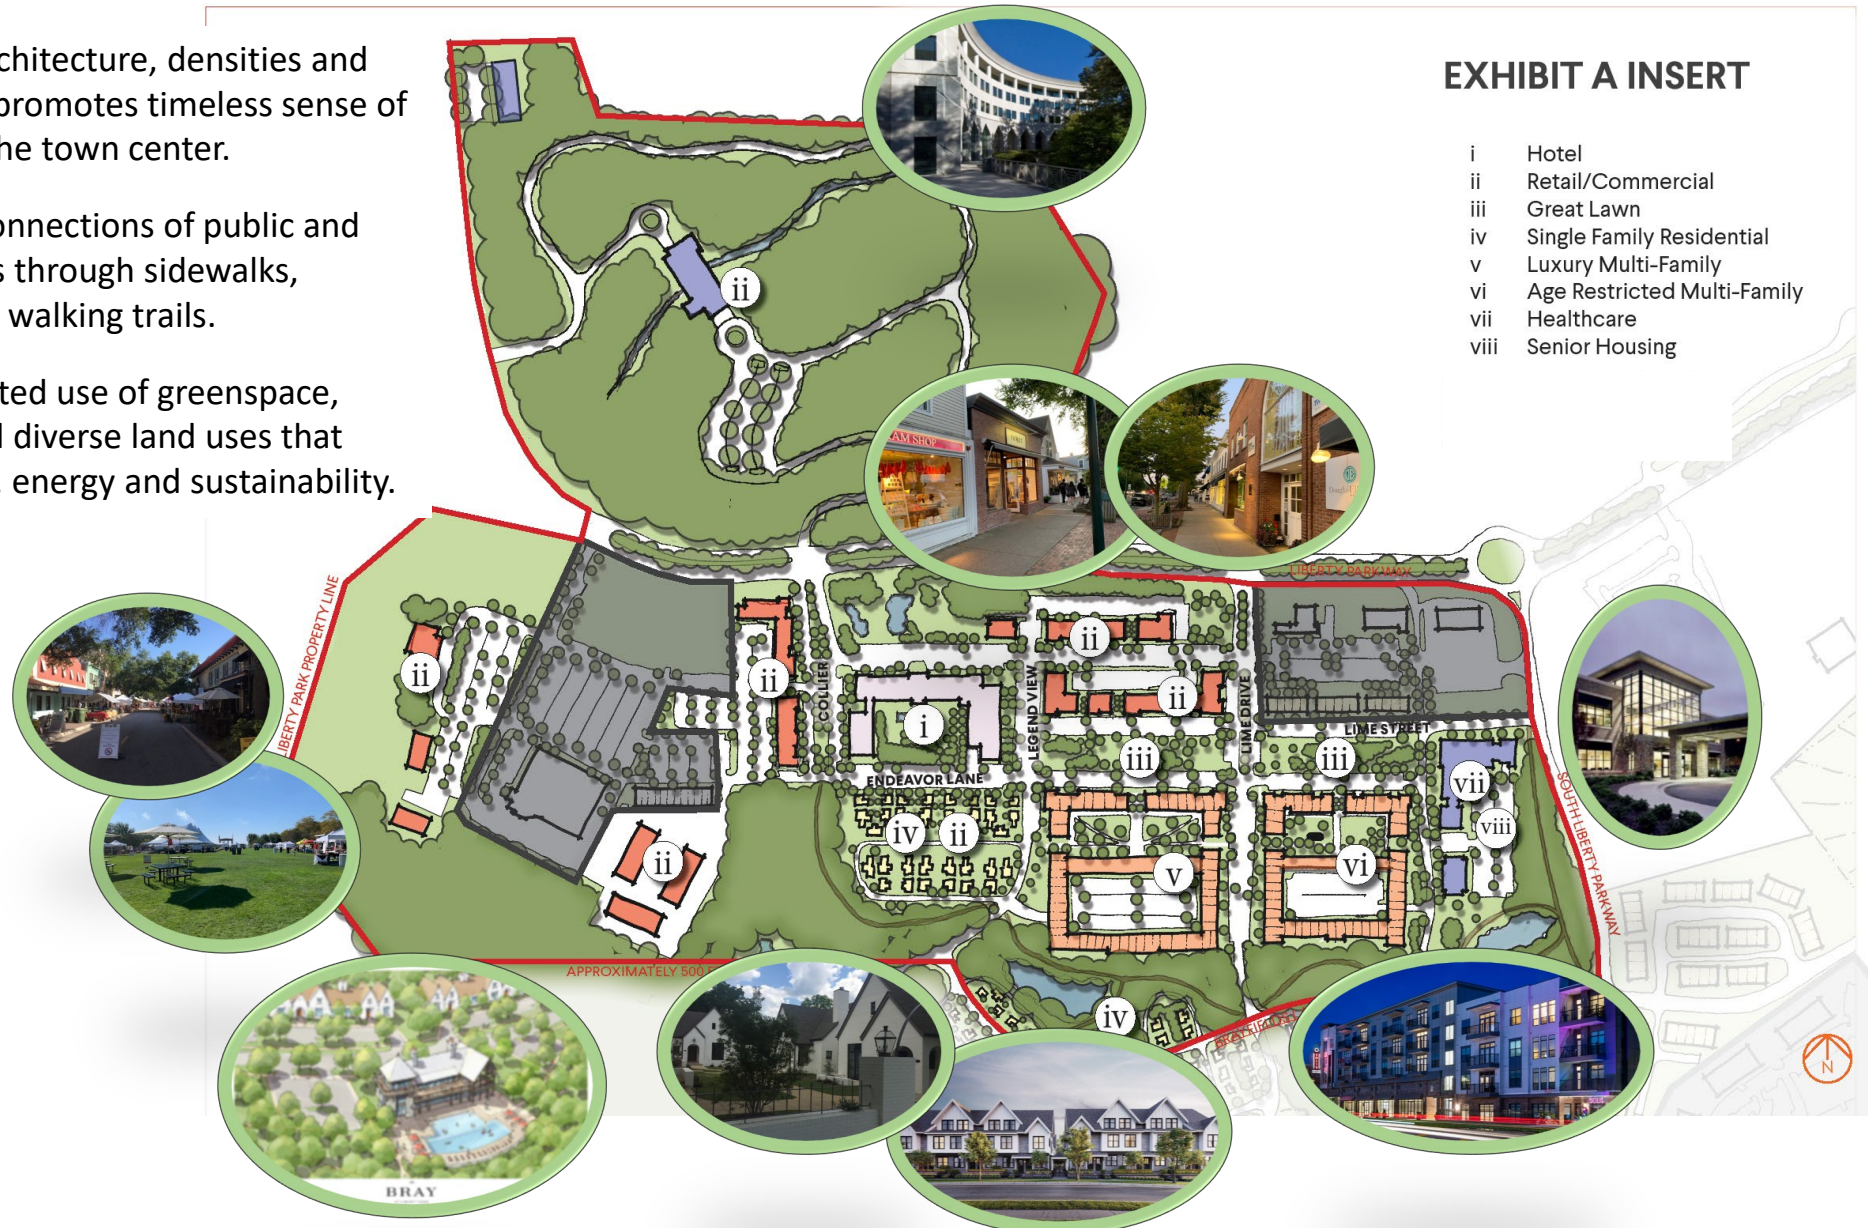 chitecture, densities and
promotes timeless sense of
he town center.
onnections of public and
s through sidewalks,
walking trails.
ted use of greenspace,
diverse land uses that
energy and sustainability.
EXHIBIT A INSERT
i Hotel
ii Retail/Commercial
iii Great Lawn
iv Single Family Residential
v Luxury Multi-Family
vi Age Restricted Multi-Family
vii Healthcare
viii Senior Housing
ii
AM SHOP
LIBERTY PARKWAY
LIBERTY PARK PROPERTY LINE
ii
ii
COLLIER
i
LEGEND VIEW
ii
ii
LIME DRIVE
LIME STREET
iii
iii
ENDEAVOR LANE
iv
ii
ii
v
vi
vii
viii
SOUTH LIBERTY PARKWAY
APPROXIMATELY 500 F
iv
N
BRAY